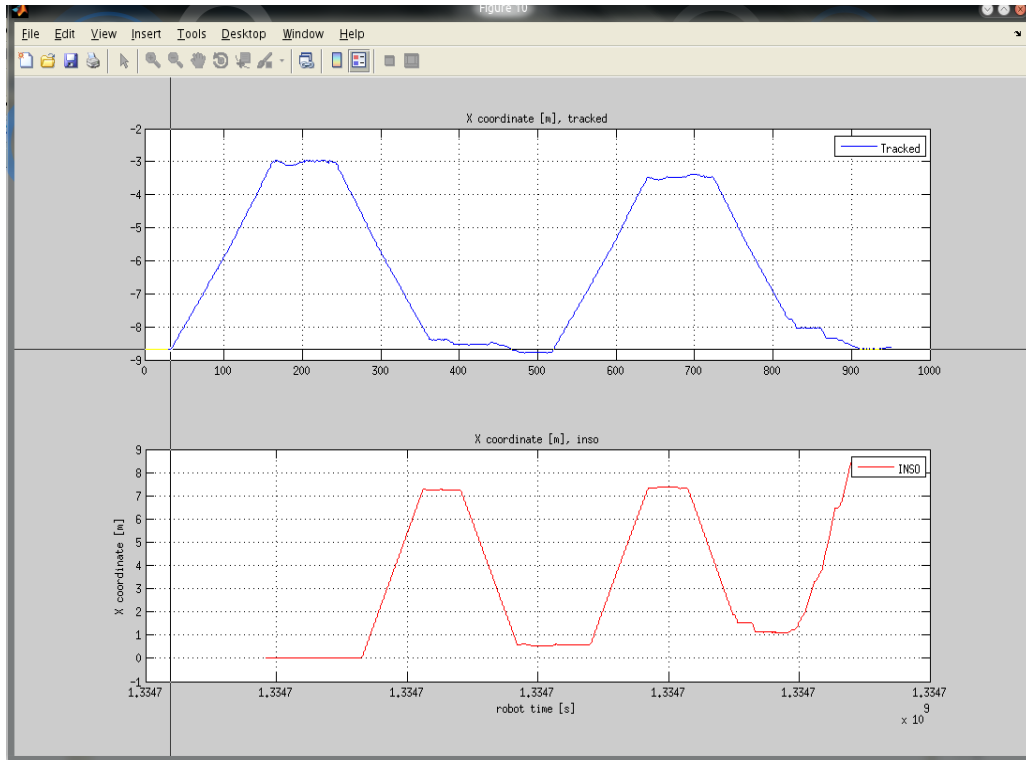 Figure 10
File Edit View Insert Tools Desktop Window Help
X coordinate [m], tracked
-2
-3
-4
-5
-6
-7
-8
-9
Tracked
0 100 200 300 400 500 600 700 800 900 1000
X coordinate [m], inso
9
8
7
6
5
4
3
2
1
0
-1
X coordinate [m]
INSO
1.3347 1.3347 1.3347 1.3347 1.3347 1.3347 1.3347
robot time [s]
x 10
9